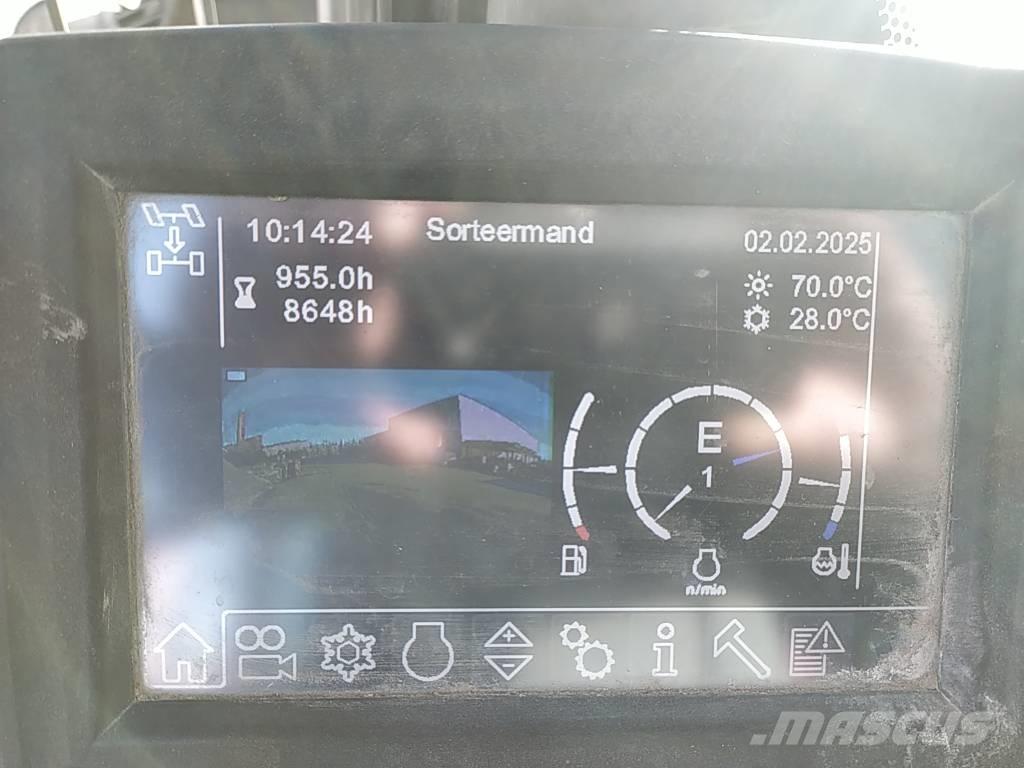 10:14:24 Sorteermand 02.02.2025
955.0h 70.0°C
8648h 28.0°C
E
1
n/min
MASCUS